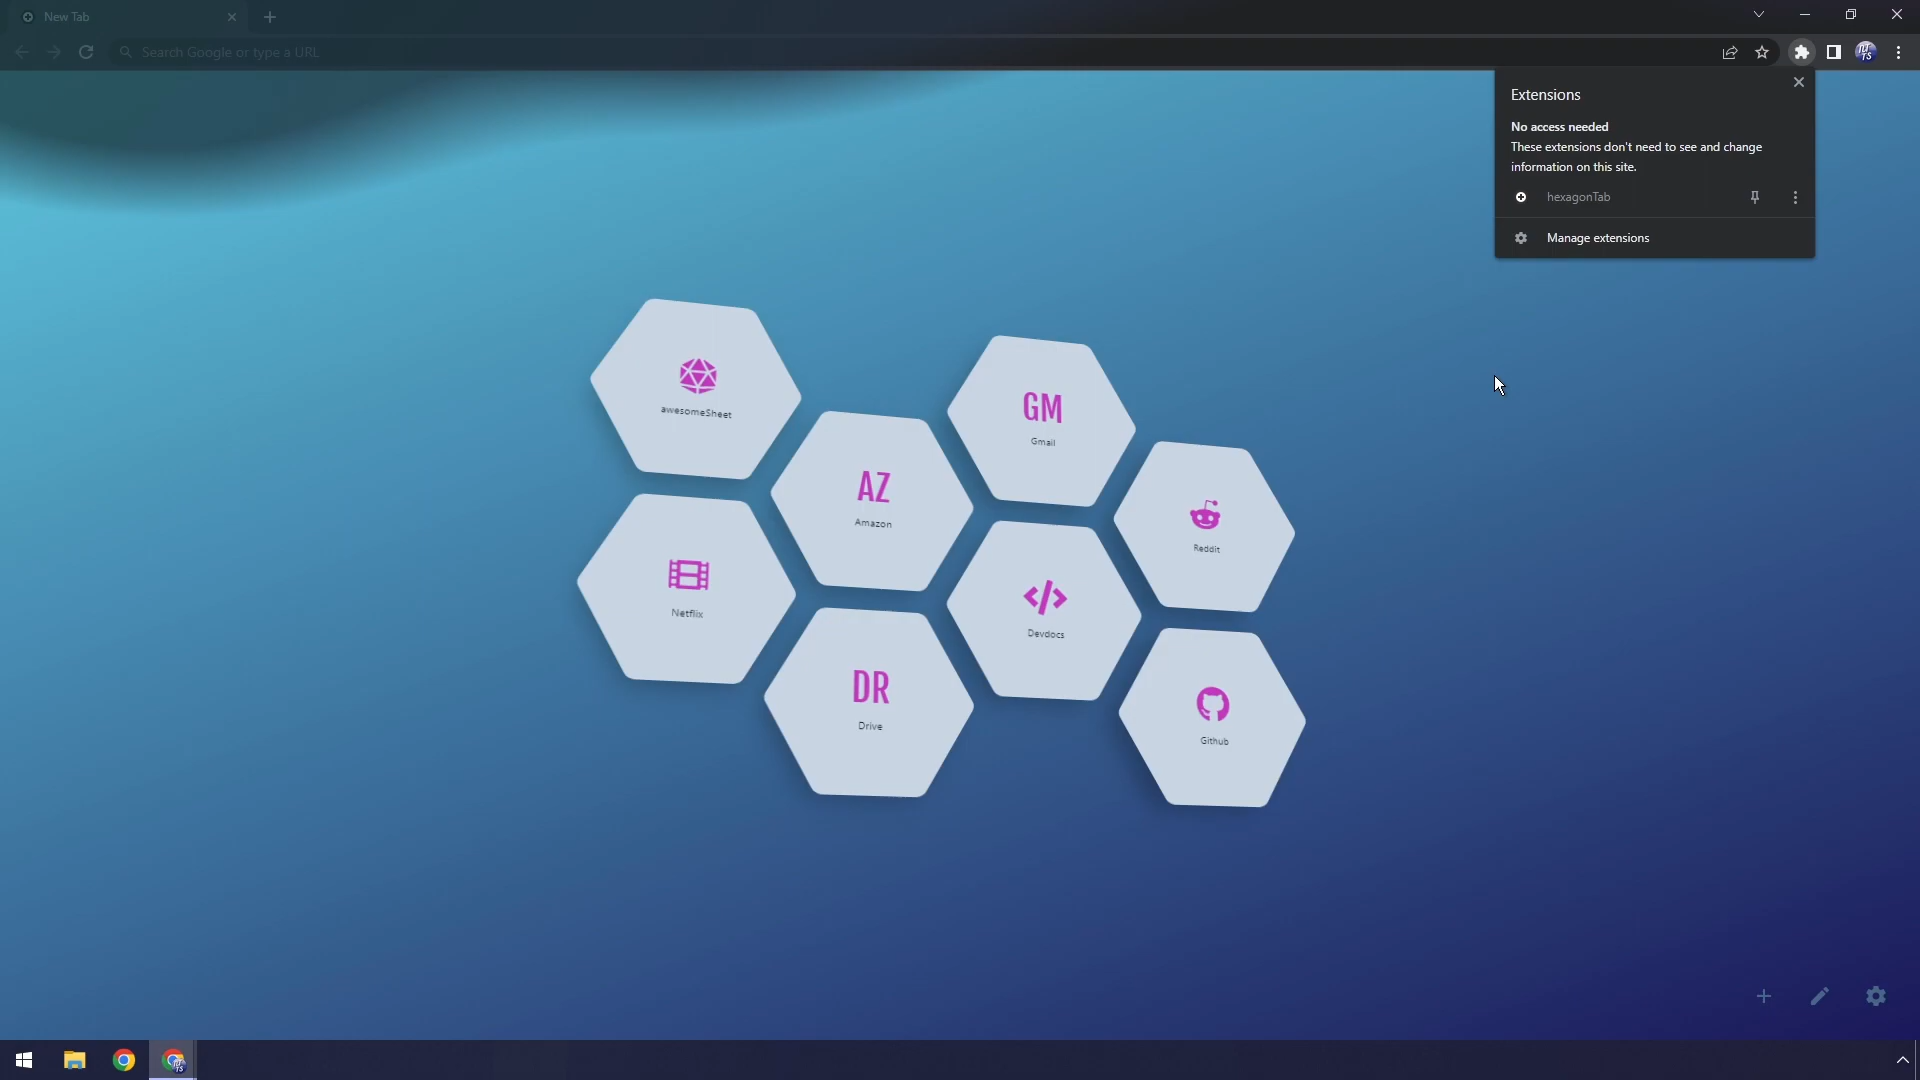 New Tab
Search Google or type a URL
Extensions
No access needed
These extensions don't need to see and change
information on this site.
hexagonTab
Manage extensions
awesomeSheet
GM
Gmail
AZ
Amazon
Reddit
Netflix
Devdocs
DR
Drive
Github